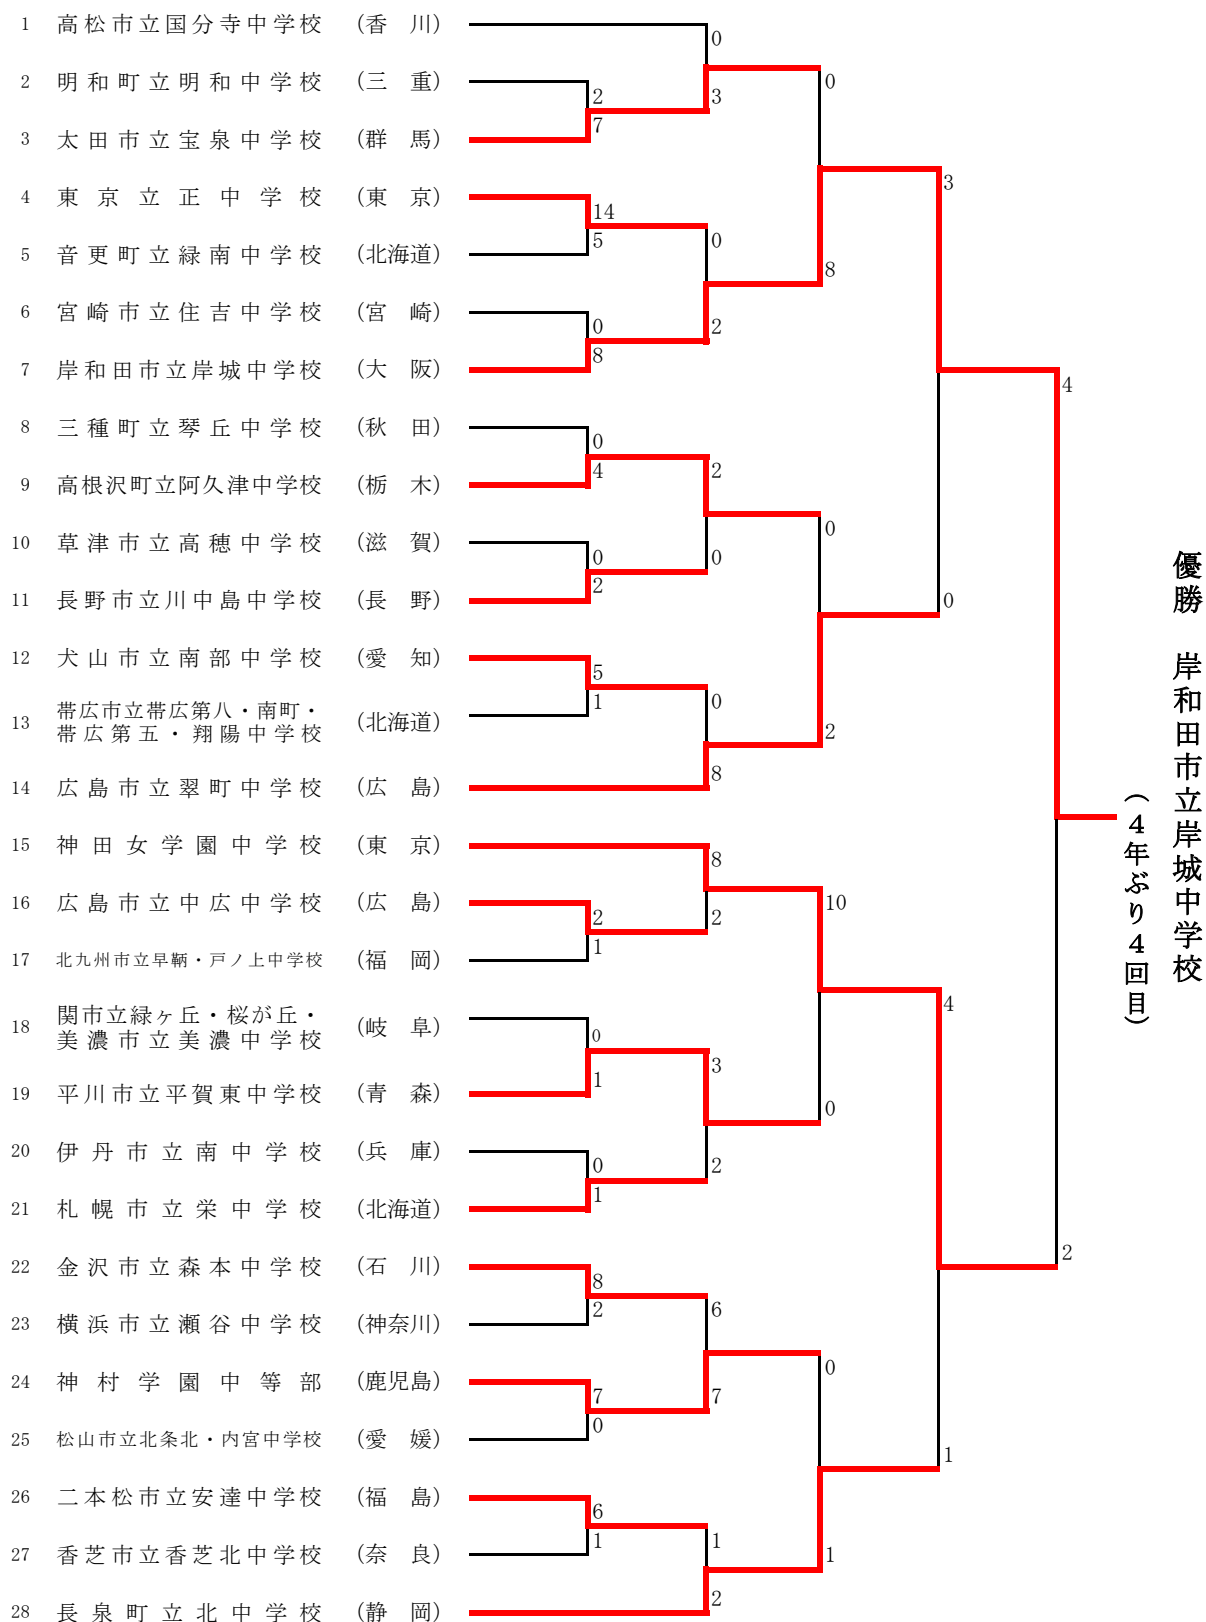 1 高松市立国分寺中学校 (香 川)
2 明和町立明和中学校 (三 重)
3 太田市立宝泉中学校 (群 馬)
4 東京立正中学校 (東 京)
5 音更町立緑南中学校 (北海道)
6 宮崎市立住吉中学校 (宮 崎)
7 岸和田市立岸城中学校 (大 阪)
8 三種町立琴丘中学校 (秋 田)
9 高根沢町立阿久津中学校 (栃 木)
10 草津市立高穂中学校 (滋 賀)
11 長野市立川中島中学校 (長 野)
12 犬山市立南部中学校 (愛 知)
13 帯広市立帯広第八・南町・
帯広第五・翔陽中学校 (北海道)
14 広島市立翠町中学校 (広 島)
15 神田女学園中学校 (東 京)
16 広島市立中広中学校 (広 島)
17 北九州市立早鞆・戸ノ上中学校 (福 岡)
18 関市立緑ヶ丘・桜が丘・
美濃市立美濃中学校 (岐 阜)
19 平川市立平賀東中学校 (青 森)
20 伊丹市立南中学校 (兵 庫)
21 札幌市立栄中学校 (北海道)
22 金沢市立森本中学校 (石 川)
23 横浜市立瀬谷中学校 (神奈川)
24 神村学園中等部 (鹿児島)
25 松山市立北条北・内宮中学校 (愛 媛)
26 二本松市立安達中学校 (福 島)
27 香芝市立香芝北中学校 (奈 良)
28 長泉町立北中学校 (静 岡)
2
7
14
5
0
8
0
4
0
2
5
1
2
1
0
1
0
1
8
2
7
0
6
1
0
3
0
2
2
0
0
8
8
2
3
2
6
7
1
2
0
8
0
2
10
0
0
1
3
0
4
1
4
2
優勝 岸和田市立岸城中学校
(4年ぶり4回目)